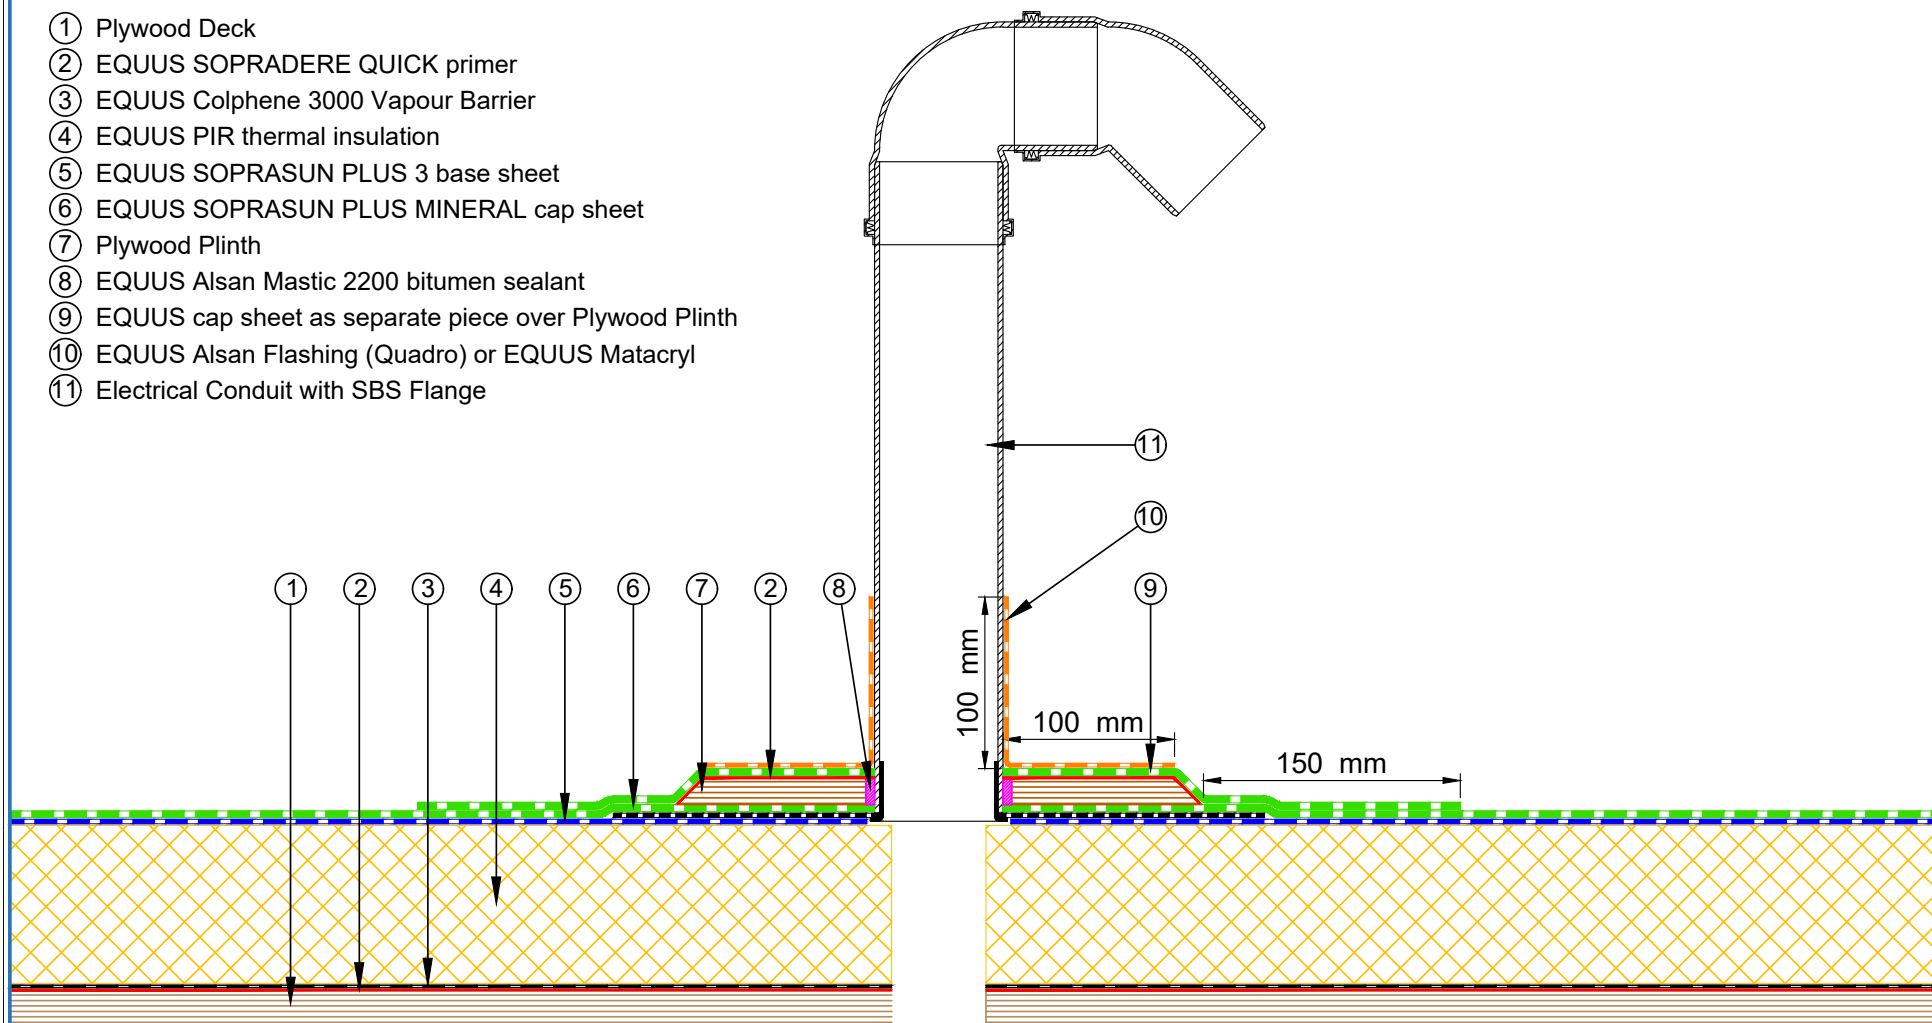 1 Plywood Deck
2 EQUUS SOPRADERE QUICK primer
3 EQUUS Colphene 3000 Vapour Barrier
4 EQUUS PIR thermal insulation
5 EQUUS SOPRASUN PLUS 3 base sheet
6 EQUUS SOPRASUN PLUS MINERAL cap sheet
7 Plywood Plinth
8 EQUUS Alsan Mastic 2200 bitumen sealant
9 EQUUS cap sheet as separate piece over Plywood Plinth
10 EQUUS Alsan Flashing (Quadro) or EQUUS Matacryl
11 Electrical Conduit with SBS Flange
11
10
1 2 3 4 5 6 7 2 8 9
100 mm
100 mm
150 mm